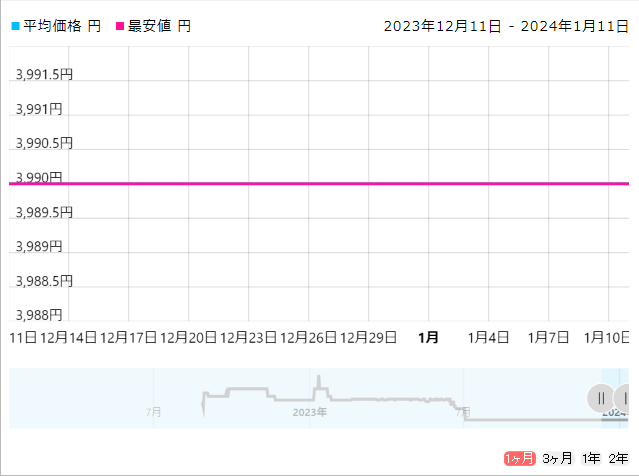 平均価格 円 最安値 円 2023年12月11日 - 2024年1月11日
3,991.5円
3,991円
3,990.5円
3,990円
3,989.5円
3,989円
3,988.5円
3,988円
11日 12月14日 12月17日 12月20日 12月23日 12月26日 12月29日 1月 1月4日 1月7日 1月10日
7月 2023年 7月 2024
1ヶ月 3ヶ月 1年 2年